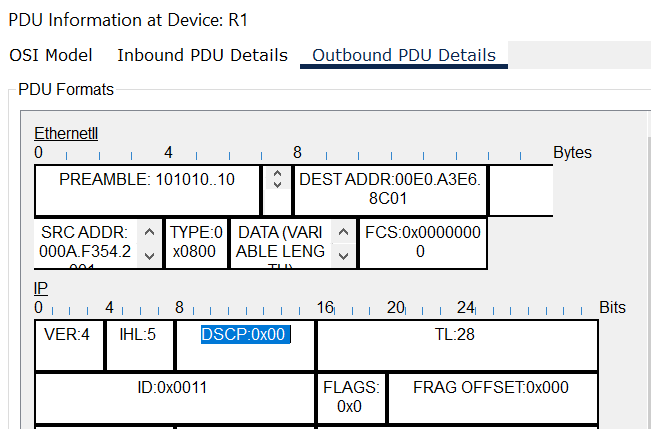 PDU Information at Device: R1
OSI Model Inbound PDU Details Outbound PDU Details
PDU Formats
EthernetII
0 4 8 Bytes
PREAMBLE: 101010..10 DEST ADDR:00E0.A3E6.
8C01
SRC ADDR: TYPE:0 DATA (VARI FCS:0x0000000
000A.F354.2 x0800 ABLE LENG 0
IP
0 4 8 16 20 24 Bits
VER:4 IHL:5 DSCP:0x00 TL:28
ID:0x0011 FLAGS: FRAG OFFSET:0x000
0x0